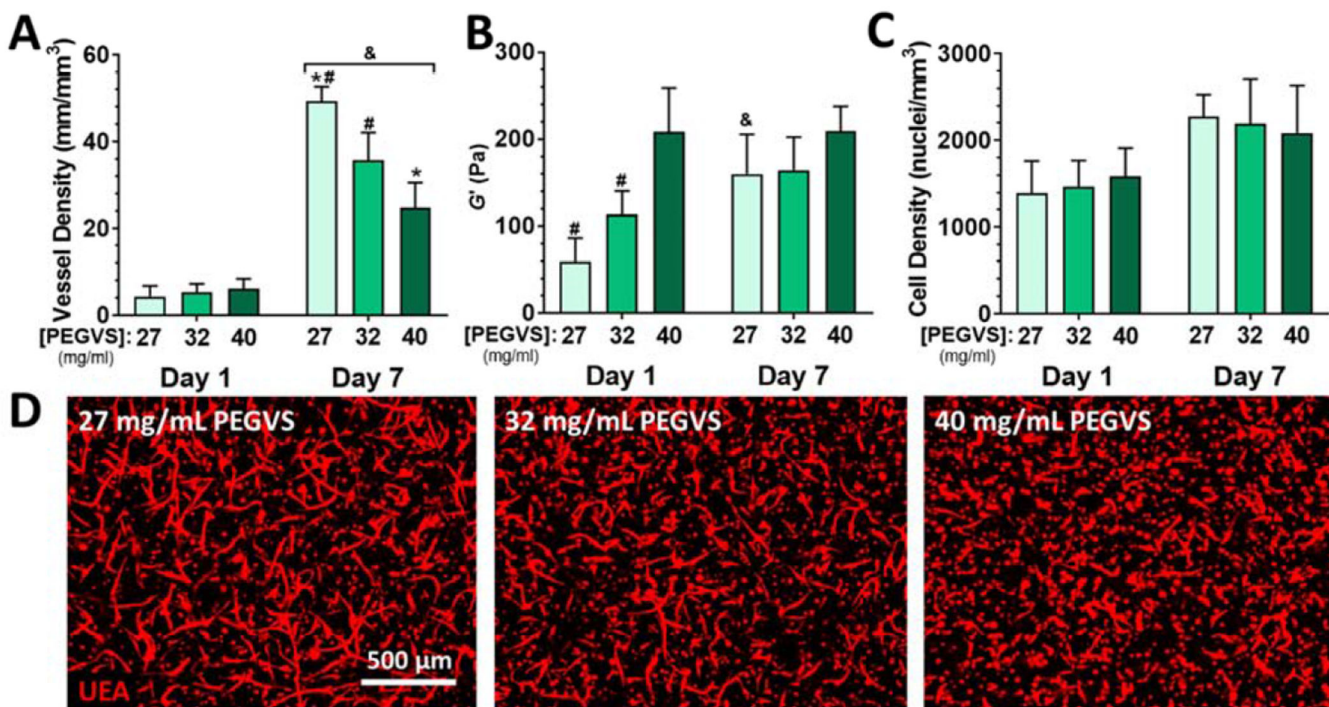 A
Vessel Density (mm/mm³)
60
40
20
0
&
*#
#
*
[PEGVS]: 27 32 40 27 32 40
(mg/ml)
Day 1 Day 7
B
G' (Pa)
300
200
100
0
#
#
&
[PEGVS]: 27 32 40 27 32 40
(mg/ml)
Day 1 Day 7
C
Cell Density (nuclei/mm³)
3000
2000
1000
0
[PEGVS]: 27 32 40 27 32 40
(mg/ml)
Day 1 Day 7
D
27 mg/mL PEGVS
500 µm
UEA
32 mg/mL PEGVS
40 mg/mL PEGVS